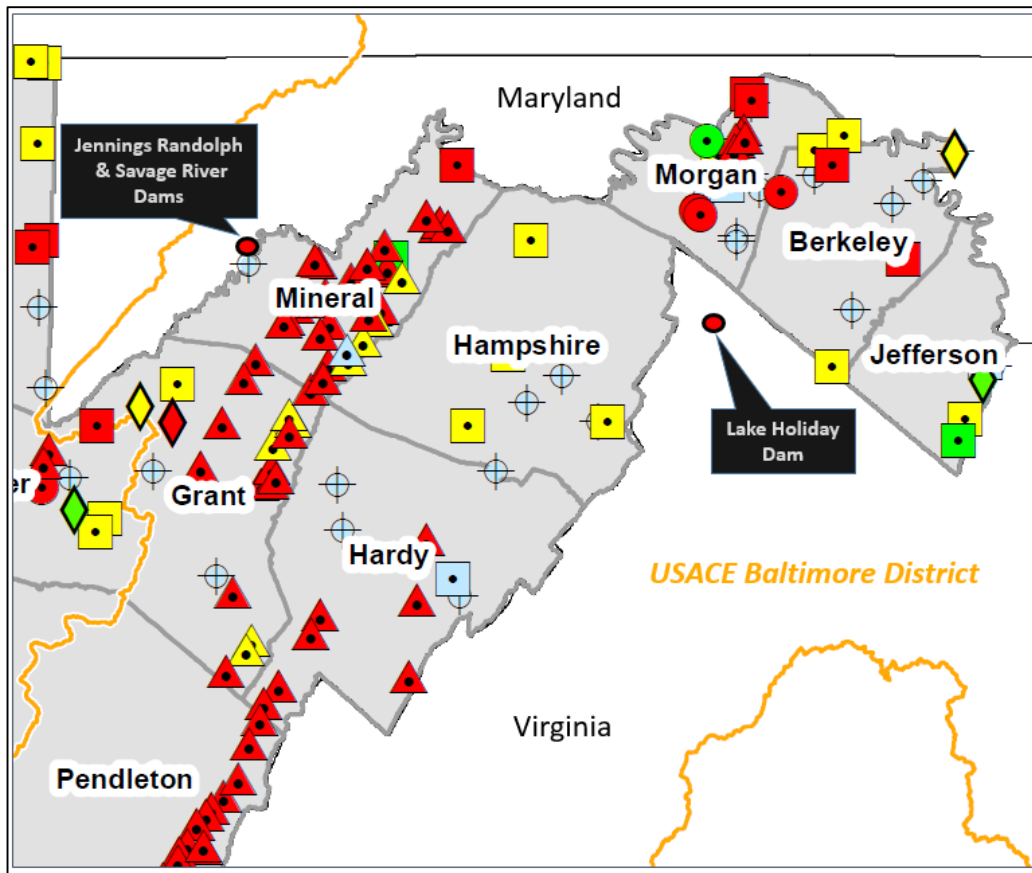 Maryland
Jennings Randolph
& Savage River
Dams
Morgan
Berkeley
Mineral
Hampshire
Jefferson
Lake Holiday
Dam
er
Grant
Hardy
USACE Baltimore District
Virginia
Pendleton